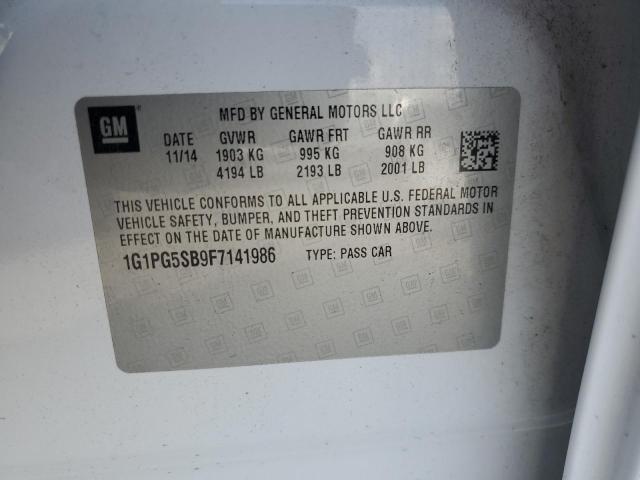 GM
MFD BY GENERAL MOTORS LLC
DATE GVWR GAWR FRT GAWR RR
11/14 1903 KG 995 KG 908 KG
4194 LB 2193 LB 2001 LB
THIS VEHICLE CONFORMS TO ALL APPLICABLE U.S. FEDERAL MOTOR
VEHICLE SAFETY, BUMPER, AND THEFT PREVENTION STANDARDS IN
EFFECT ON THE DATE OF MANUFACTURE SHOWN ABOVE.
1G1PG5SB9F7141986 TYPE: PASS CAR